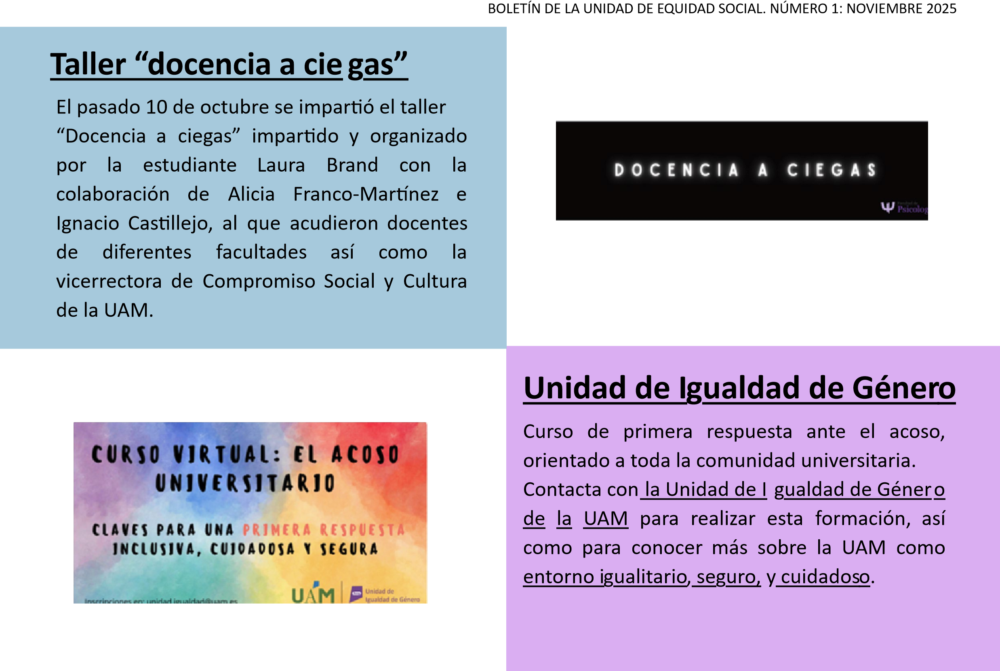 BOLETÍN DE LA UNIDAD DE EQUIDAD SOCIAL. NÚMERO 1: NOVIEMBRE 2025
Taller “docencia a ciegas”
El pasado 10 de octubre se impartió el taller
“Docencia a ciegas” impartido y organizado
por la estudiante Laura Brand con la
colaboración de Alicia Franco-Martínez e
Ignacio Castillejo, al que acudieron docentes
de diferentes facultades así como la
vicerrectora de Compromiso Social y Cultura
de la UAM.
DOCENCIA A CIEGAS
Facultad de
Psicolog
CURSO VIRTUAL: EL ACOSO
UNIVERSITARIO
CLAVES PARA UNA PRIMERA RESPUESTA
INCLUSIVA, CUIDADOSA Y SEGURA
Inscripciones en: unidad.igualdad@uam.es
UAM
Unidad de
Igualdad de Género
Unidad de Igualdad de Género
Curso de primera respuesta ante el acoso,
orientado a toda la comunidad universitaria.
Contacta con la Unidad de Igualdad de Género
de la UAM para realizar esta formación, así
como para conocer más sobre la UAM como
entorno igualitario, seguro, y cuidadoso.